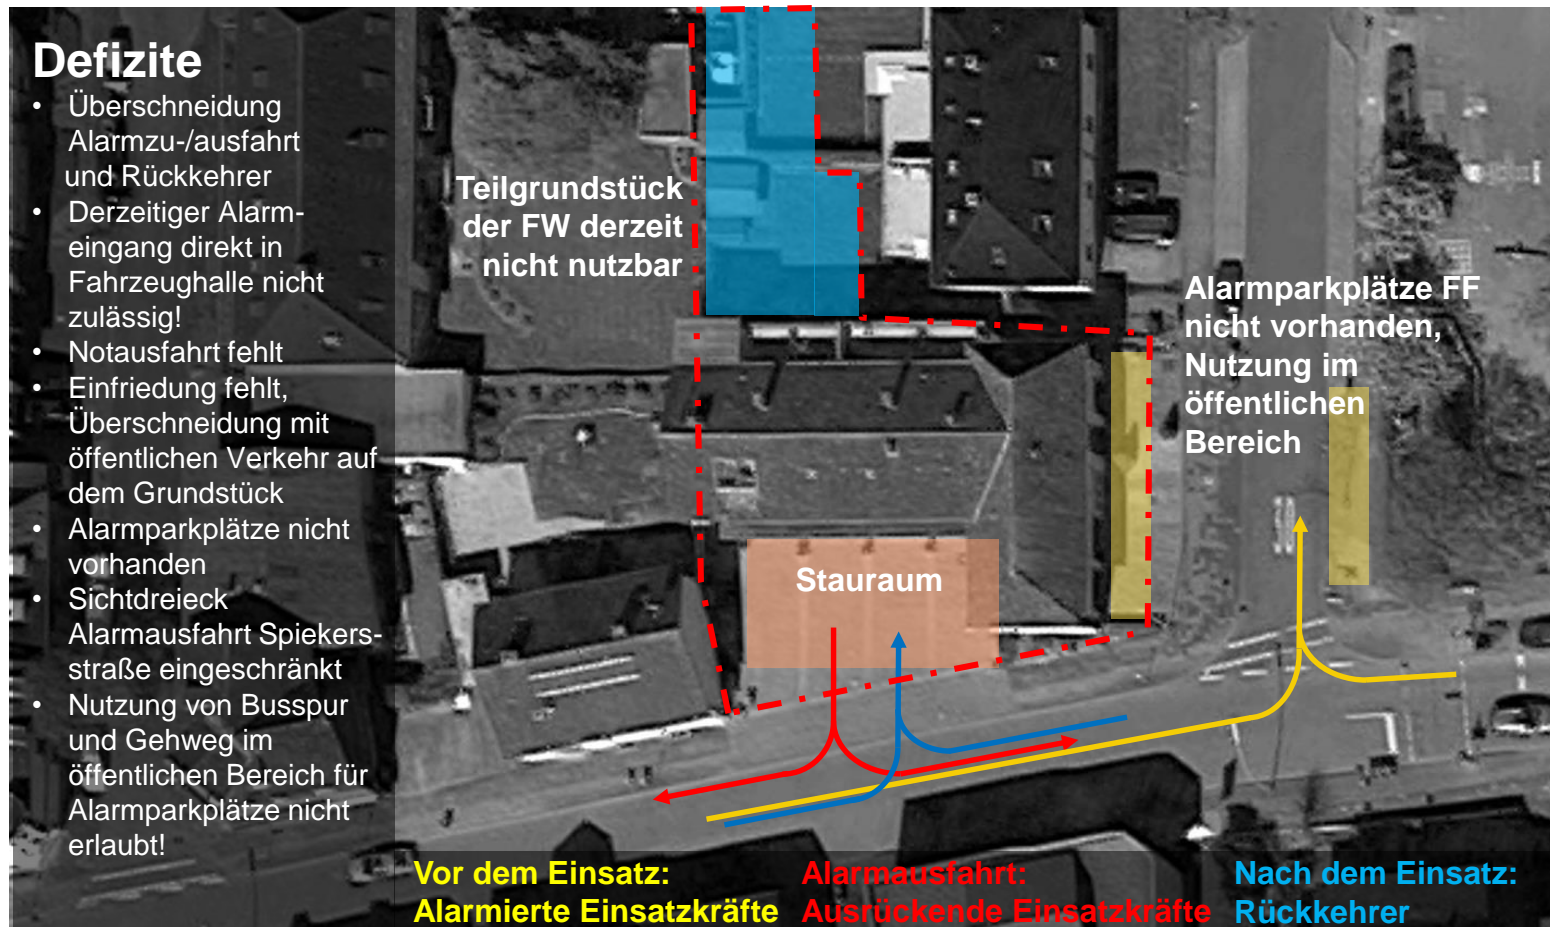 Defizite
• Überschneidung
Alarmzu-/ausfahrt
und Rückkehrer
• Derzeitiger Alarm-
eingang direkt in
Fahrzeughalle nicht
zulässig!
• Notausfahrt fehlt
• Einfriedung fehlt,
Überschneidung mit
öffentlichen Verkehr auf
dem Grundstück
• Alarmparkplätze nicht
vorhanden
• Sichtdreieck
Alarmausfahrt Spiekers-
straße eingeschränkt
• Nutzung von Busspur
und Gehweg im
öffentlichen Bereich für
Alarmparkplätze nicht
erlaubt!
Teilgrundstück
der FW derzeit
nicht nutzbar
Alarmparkplätze FF
nicht vorhanden,
Nutzung im
öffentlichen
Bereich
Stauraum
Vor dem Einsatz:
Alarmierte Einsatzkräfte
Alarmausfahrt:
Ausrückende Einsatzkräfte
Nach dem Einsatz:
Rückkehrer